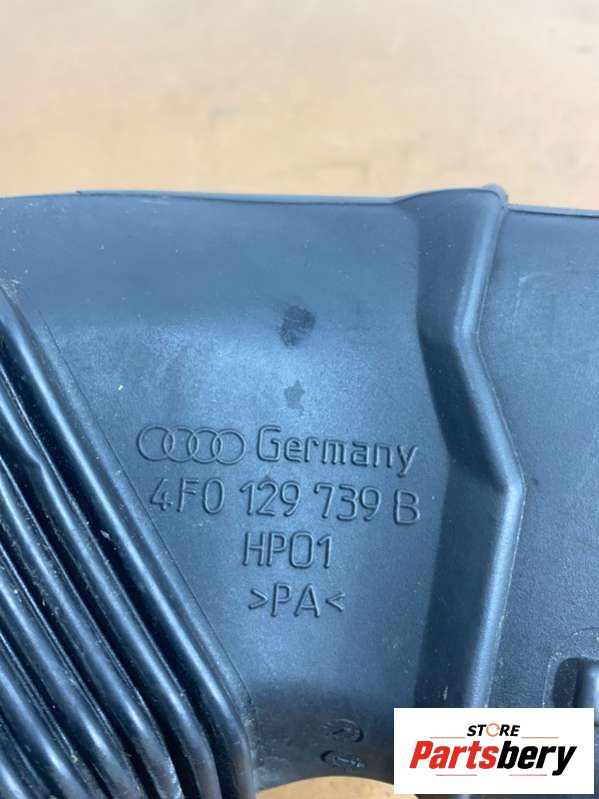 Germany
4F0 129 739 B
HP01
>PA<
STORE
Partsbery